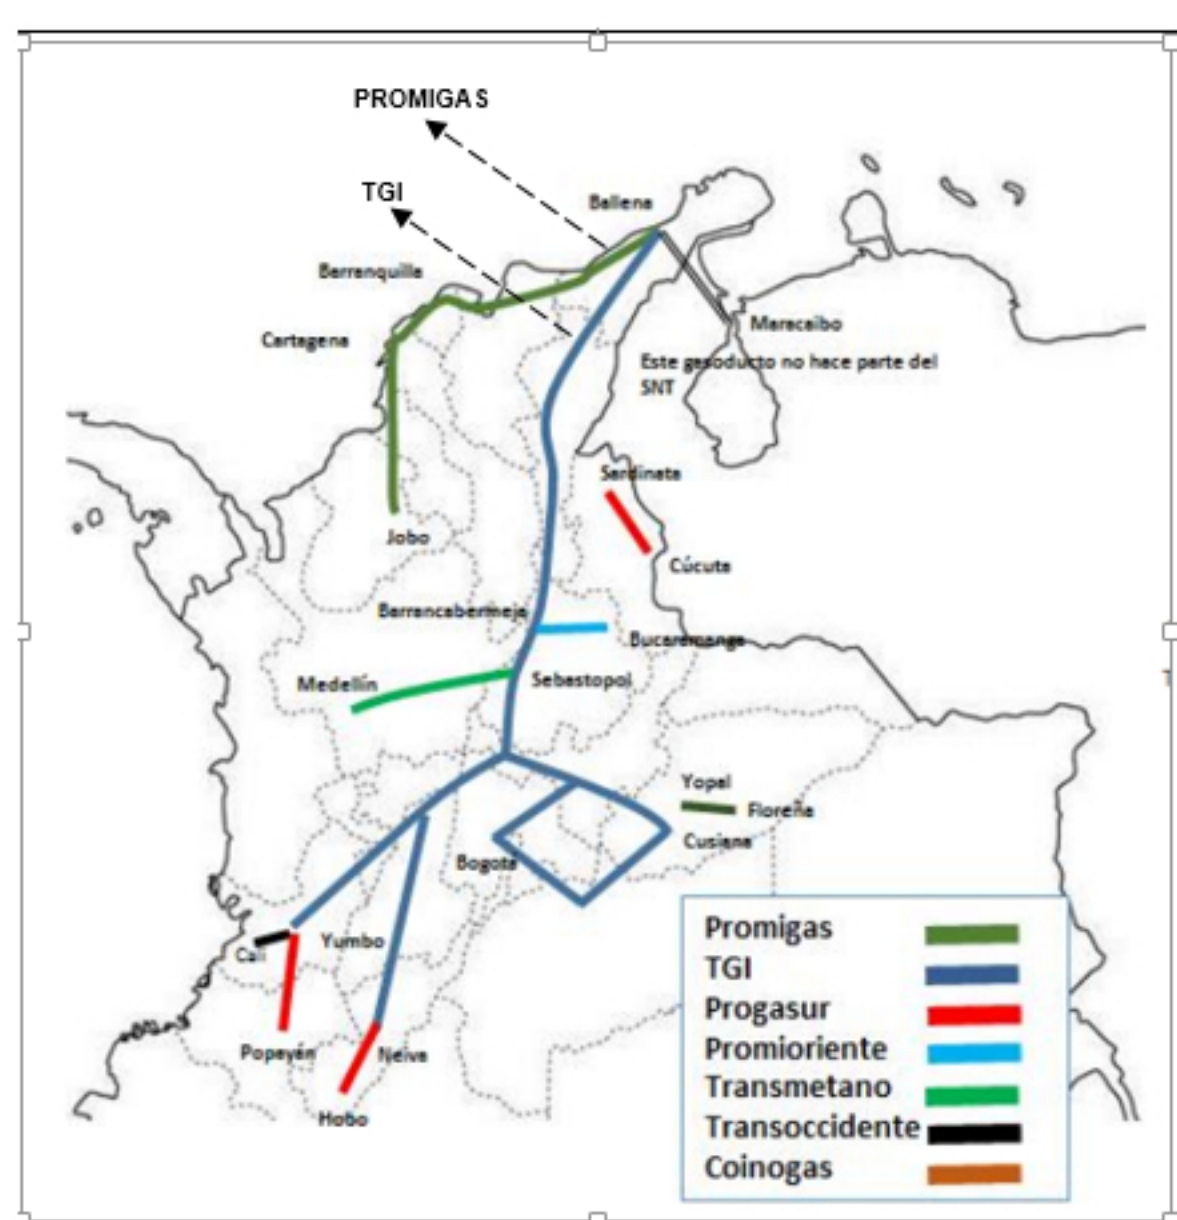 PROMIGAS
TGI
Ballena
Barranquilla
Cartagena
Maracaibo
Este gasoducto no hace parte del
SNT
Sardinata
Jobo
Cúcuta
Barrancabermeja
Bucaramanga
Medellín
Sebastopol
Yopal
Floreña
Cusiana
Bogota
Yumbo
Cali
Popayán
Neiva
Hobo
Promigas
TGI
Progasur
Promioriente
Transmetano
Transoccidente
Coinogas
T